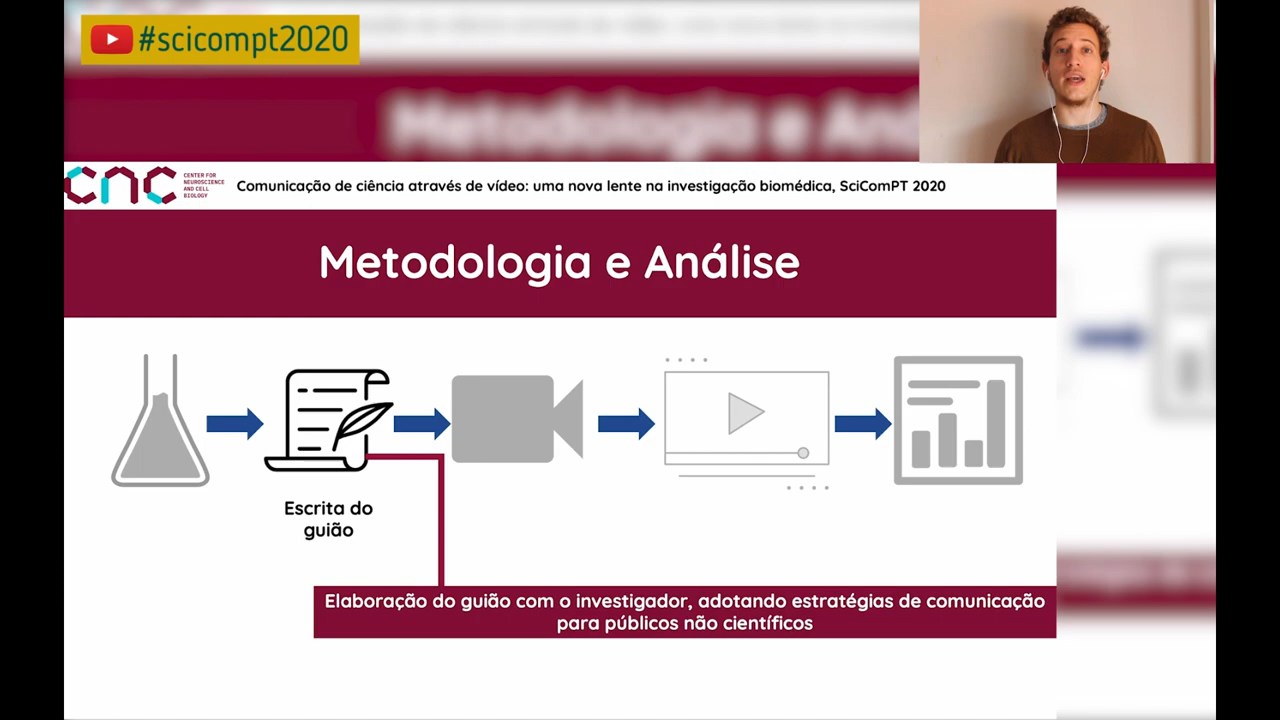 #scicompt2020
Metodologia e Aná
cnc
CENTER FOR
NEUROSCIENCE
AND CELL
BIOLOGY
Comunicação de ciência através de vídeo: uma nova lente na investigação biomédica, SciComPT 2020
Metodologia e Análise
Escrita do
guião
Elaboração do guião com o investigador, adotando estratégias de comunicação
para públicos não científicos